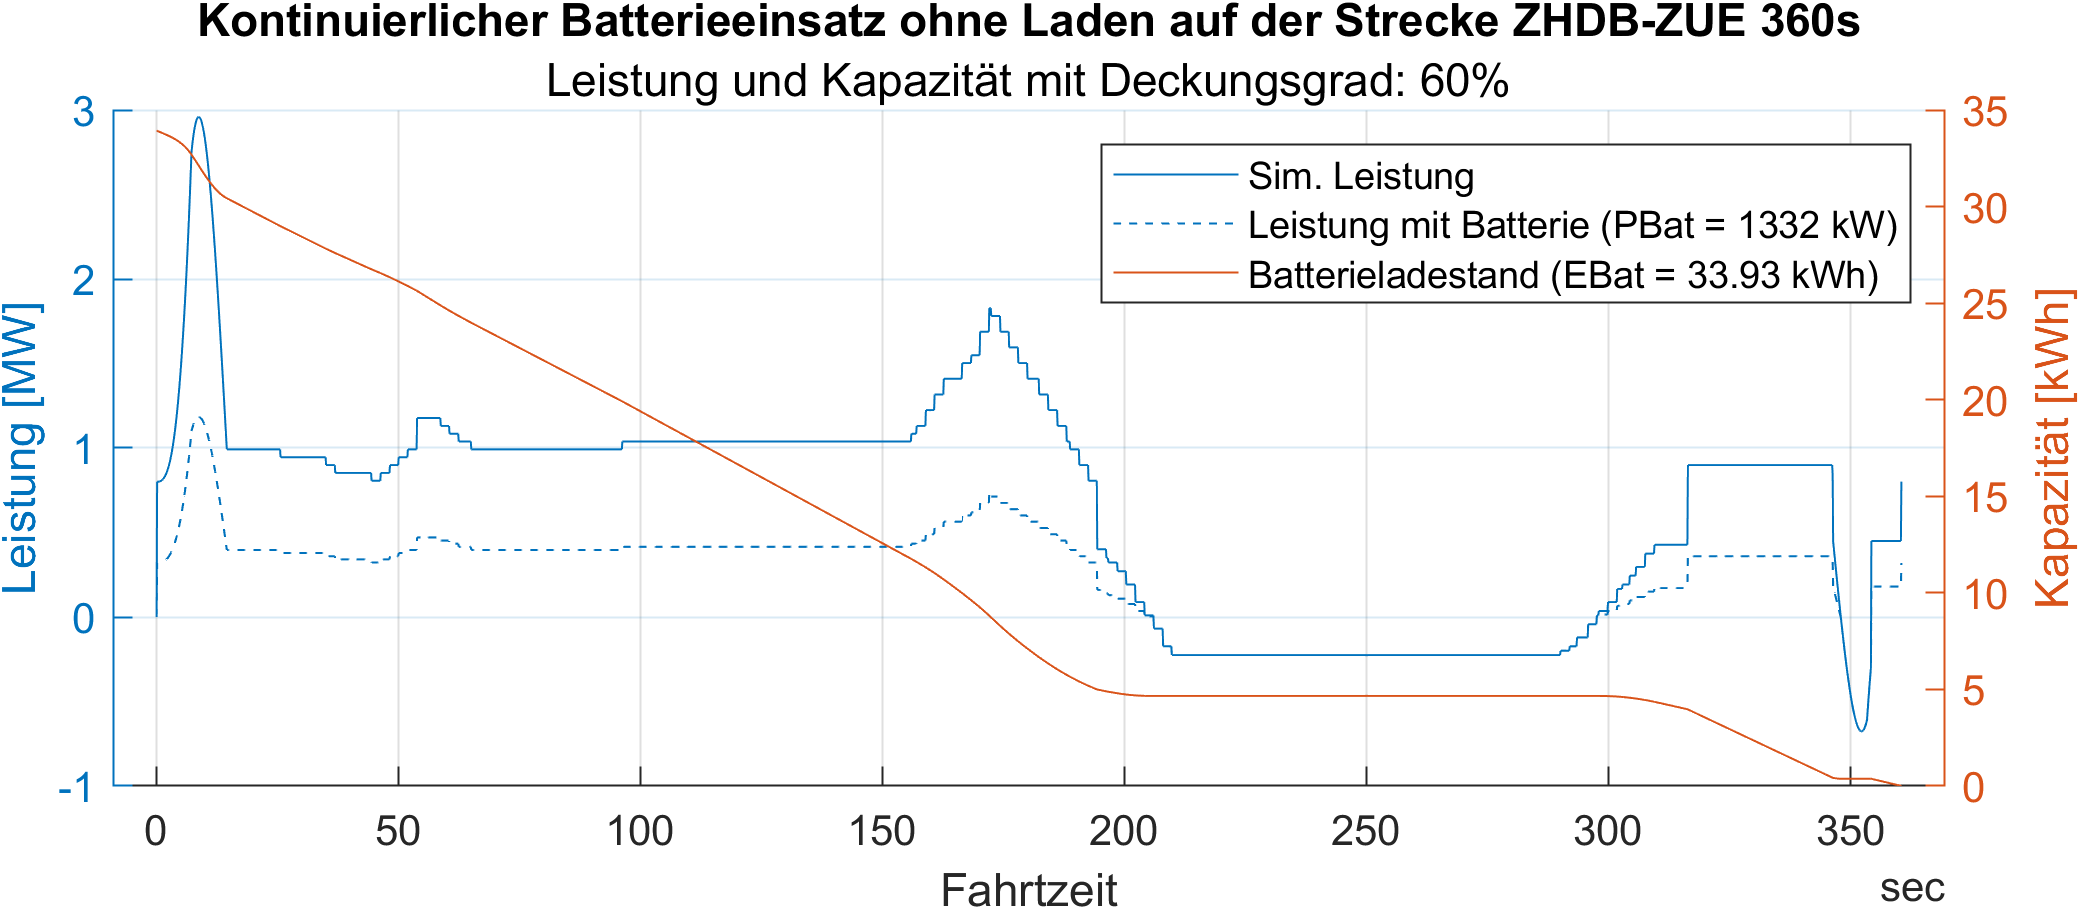 Kontinuierlicher Batterieeinsatz ohne Laden auf der Strecke ZHDB-ZUE 360s
Leistung und Kapazität mit Deckungsgrad: 60%
Leistung [MW]
3
2
1
0
-1
Sim. Leistung
Leistung mit Batterie (PBat = 1332 kW)
Batterieladestand (EBat = 33.93 kWh)
35
30
25
20
15
10
5
0
Kapazität [kWh]
0 50 100 150 200 250 300 350
Fahrtzeit
sec